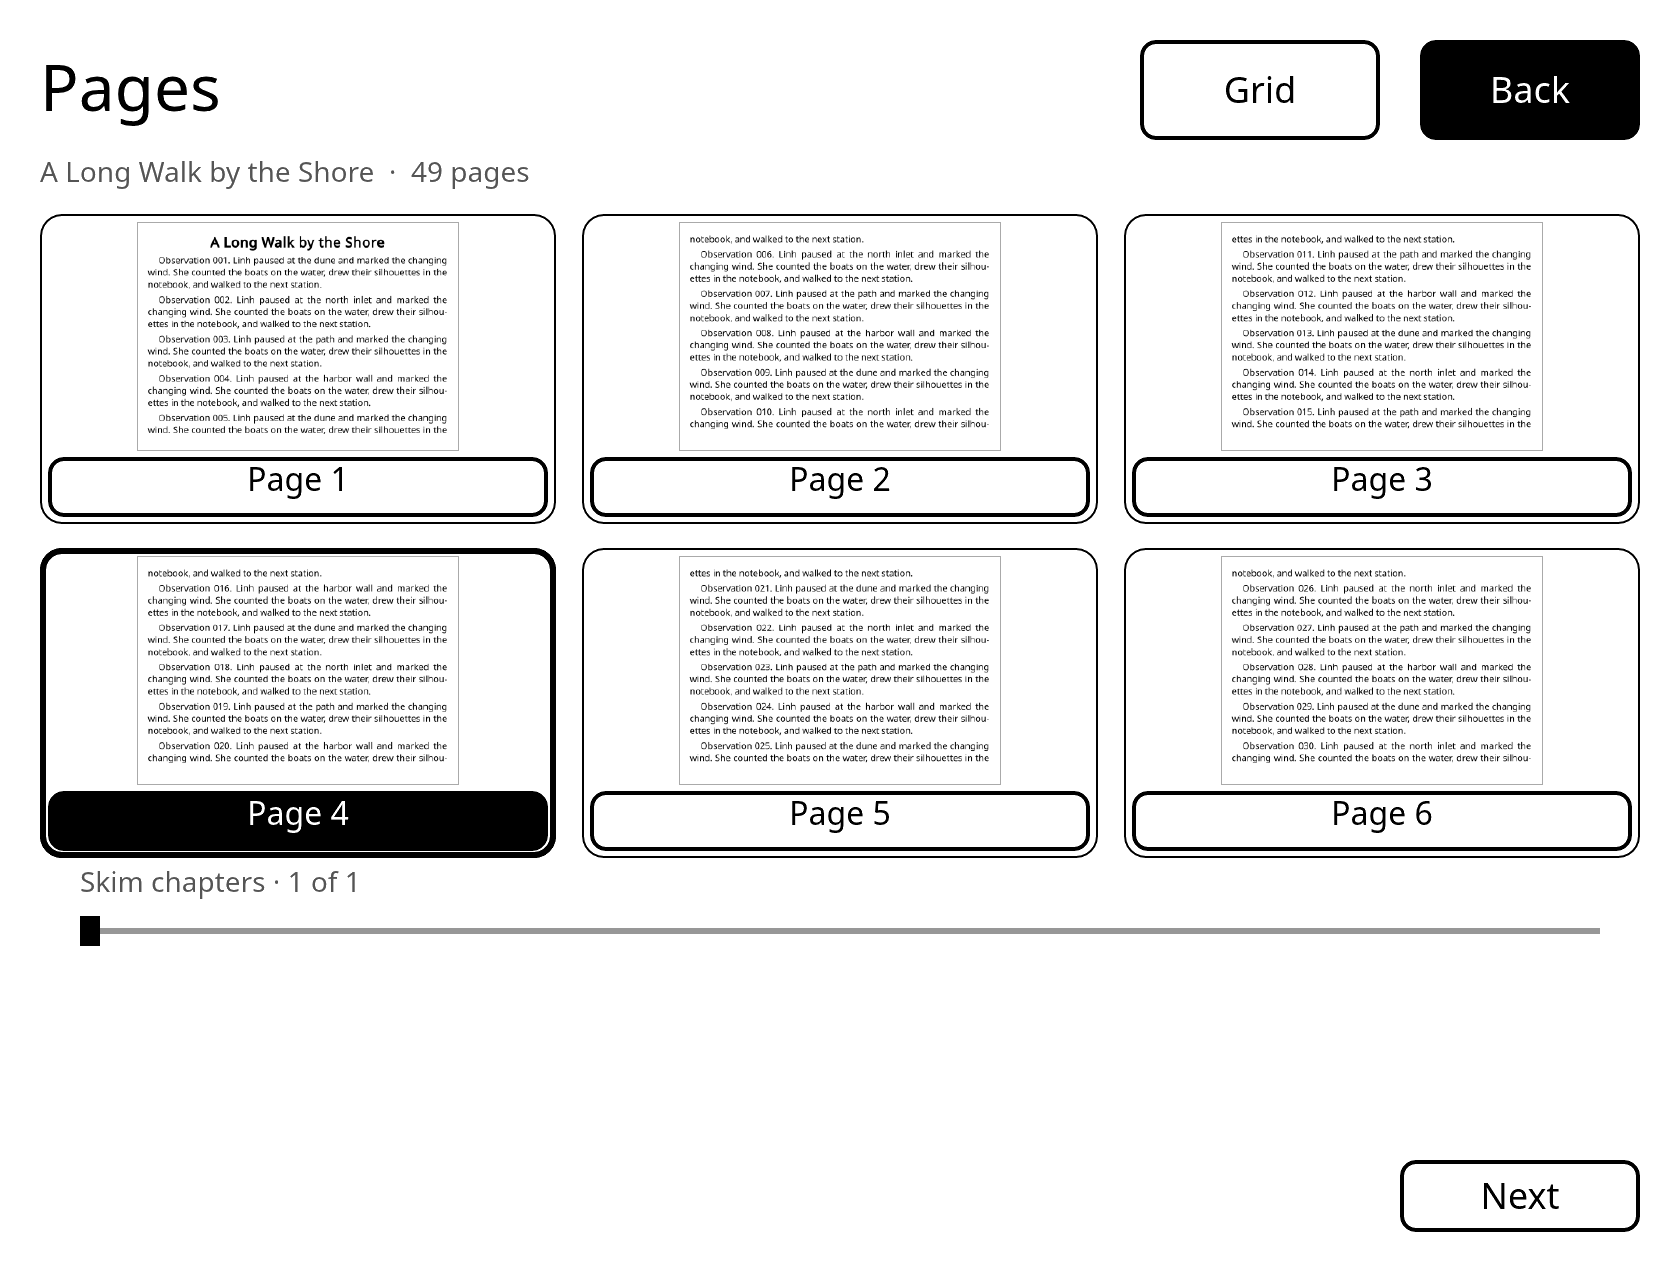 Pages
Grid
Back
A Long Walk by the Shore · 49 pages
A Long Walk by the Shore
Observation 001. Linh paused at the dune and marked the changing
wind. She counted the boats on the water, drew their silhouettes in the
notebook, and walked to the next station.
Observation 002. Linh paused at the north inlet and marked the
changing wind. She counted the boats on the water, drew their silhou-
ettes in the notebook, and walked to the next station.
Observation 003. Linh paused at the path and marked the changing
wind. She counted the boats on the water, drew their silhouettes in the
notebook, and walked to the next station.
Observation 004. Linh paused at the harbor wall and marked the
changing wind. She counted the boats on the water, drew their silhou-
ettes in the notebook, and walked to the next station.
Observation 005. Linh paused at the dune and marked the changing
wind. She counted the boats on the water, drew their silhouettes in the
Page 1
notebook, and walked to the next station.
Observation 006. Linh paused at the north inlet and marked the
changing wind. She counted the boats on the water, drew their silhou-
ettes in the notebook, and walked to the next station.
Observation 007. Linh paused at the path and marked the changing
wind. She counted the boats on the water, drew their silhouettes in the
notebook, and walked to the next station.
Observation 008. Linh paused at the harbor wall and marked the
changing wind. She counted the boats on the water, drew their silhou-
ettes in the notebook, and walked to the next station.
Observation 009. Linh paused at the dune and marked the changing
wind. She counted the boats on the water, drew their silhouettes in the
notebook, and walked to the next station.
Observation 010. Linh paused at the north inlet and marked the
changing wind. She counted the boats on the water, drew their silhou-
Page 2
ettes in the notebook, and walked to the next station.
Observation 011. Linh paused at the path and marked the changing
wind. She counted the boats on the water, drew their silhouettes in the
notebook, and walked to the next station.
Observation 012. Linh paused at the harbor wall and marked the
changing wind. She counted the boats on the water, drew their silhou-
ettes in the notebook, and walked to the next station.
Observation 013. Linh paused at the dune and marked the changing
wind. She counted the boats on the water, drew their silhouettes in the
notebook, and walked to the next station.
Observation 014. Linh paused at the north inlet and marked the
changing wind. She counted the boats on the water, drew their silhou-
ettes in the notebook, and walked to the next station.
Observation 015. Linh paused at the path and marked the changing
wind. She counted the boats on the water, drew their silhouettes in the
Page 3
notebook, and walked to the next station.
Observation 016. Linh paused at the harbor wall and marked the
changing wind. She counted the boats on the water, drew their silhou-
ettes in the notebook, and walked to the next station.
Observation 017. Linh paused at the dune and marked the changing
wind. She counted the boats on the water, drew their silhouettes in the
notebook, and walked to the next station.
Observation 018. Linh paused at the north inlet and marked the
changing wind. She counted the boats on the water, drew their silhou-
ettes in the notebook, and walked to the next station.
Observation 019. Linh paused at the path and marked the changing
wind. She counted the boats on the water, drew their silhouettes in the
notebook, and walked to the next station.
Observation 020. Linh paused at the harbor wall and marked the
changing wind. She counted the boats on the water, drew their silhou-
Page 4
ettes in the notebook, and walked to the next station.
Observation 021. Linh paused at the dune and marked the changing
wind. She counted the boats on the water, drew their silhouettes in the
notebook, and walked to the next station.
Observation 022. Linh paused at the north inlet and marked the
changing wind. She counted the boats on the water, drew their silhou-
ettes in the notebook, and walked to the next station.
Observation 023. Linh paused at the path and marked the changing
wind. She counted the boats on the water, drew their silhouettes in the
notebook, and walked to the next station.
Observation 024. Linh paused at the harbor wall and marked the
changing wind. She counted the boats on the water, drew their silhou-
ettes in the notebook, and walked to the next station.
Observation 025. Linh paused at the dune and marked the changing
wind. She counted the boats on the water, drew their silhouettes in the
Page 5
notebook, and walked to the next station.
Observation 026. Linh paused at the north inlet and marked the
changing wind. She counted the boats on the water, drew their silhou-
ettes in the notebook, and walked to the next station.
Observation 027. Linh paused at the path and marked the changing
wind. She counted the boats on the water, drew their silhouettes in the
notebook, and walked to the next station.
Observation 028. Linh paused at the harbor wall and marked the
changing wind. She counted the boats on the water, drew their silhou-
ettes in the notebook, and walked to the next station.
Observation 029. Linh paused at the dune and marked the changing
wind. She counted the boats on the water, drew their silhouettes in the
notebook, and walked to the next station.
Observation 030. Linh paused at the north inlet and marked the
changing wind. She counted the boats on the water, drew their silhou-
Page 6
Skim chapters · 1 of 1
Next